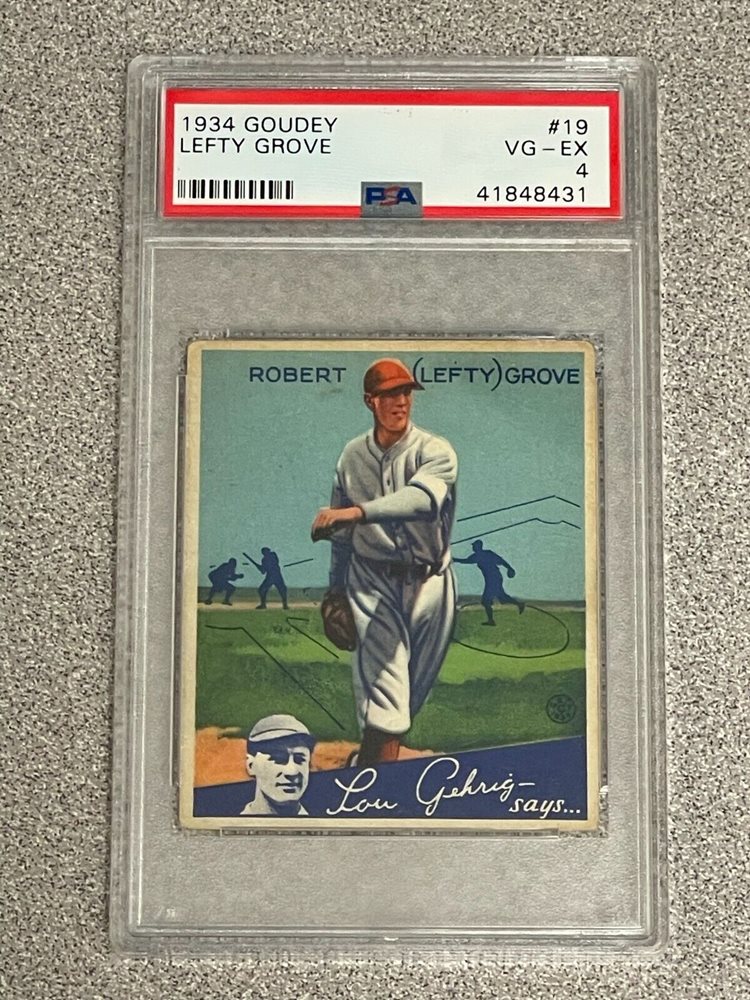 1934 GOUDEY #19
LEFTY GROVE VG-EX
4
PSA 41848431
ROBERT (LEFTY) GROVE
Lou Gehrig-
says...